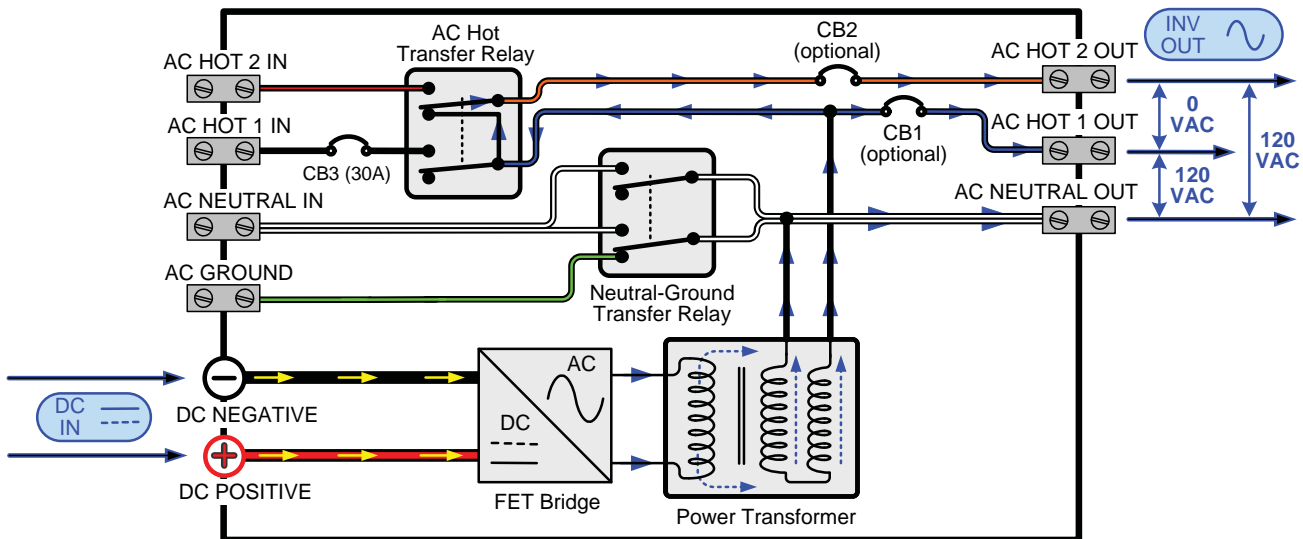 AC Hot
Transfer Relay
CB2
(optional)
INV
OUT
AC HOT 2 IN
AC HOT 2 OUT
AC HOT 1 IN
CB3 (30A)
CB1
(optional)
AC HOT 1 OUT
0
VAC
120
VAC
120
VAC
AC NEUTRAL IN
AC NEUTRAL OUT
AC GROUND
Neutral-Ground
Transfer Relay
DC NEGATIVE
DC
IN
DC POSITIVE
AC
DC
FET Bridge
Power Transformer